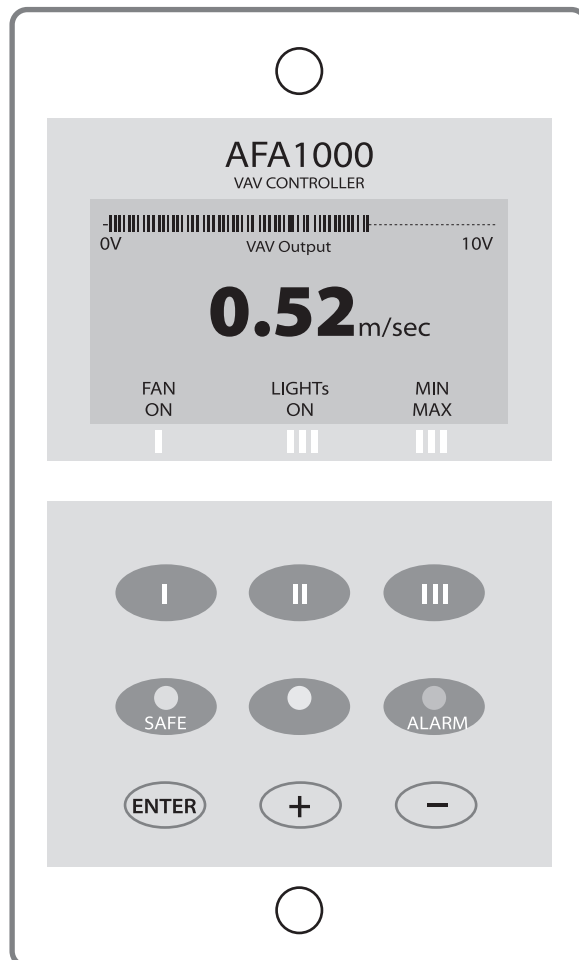 AFA1000
VAV CONTROLLER
0V VAV Output 10V
0.52 m/sec
FAN LIGHTs MIN
ON ON MAX
I III III
I II III
SAFE ALARM
ENTER + −